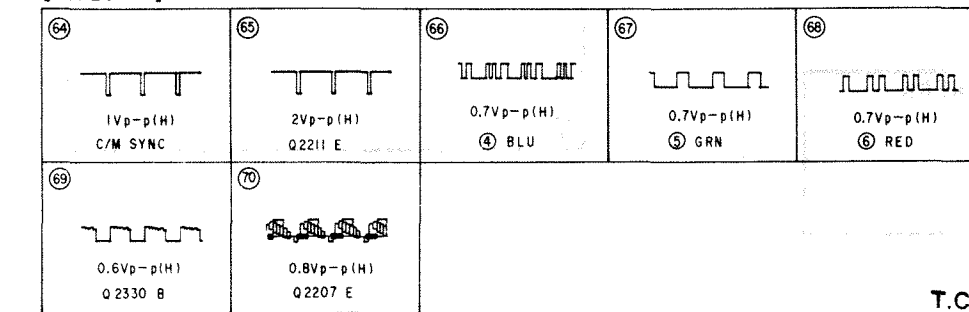 64
1Vp-p(H)
C/M SYNC
65
2Vp-p(H)
Q2211 E
66
0.7Vp-p(H)
④ BLU
67
0.7Vp-p(H)
⑤ GRN
68
0.7Vp-p(H)
⑥ RED
69
0.6Vp-p(H)
Q2330 B
70
0.8Vp-p(H)
Q2207 E
T.C